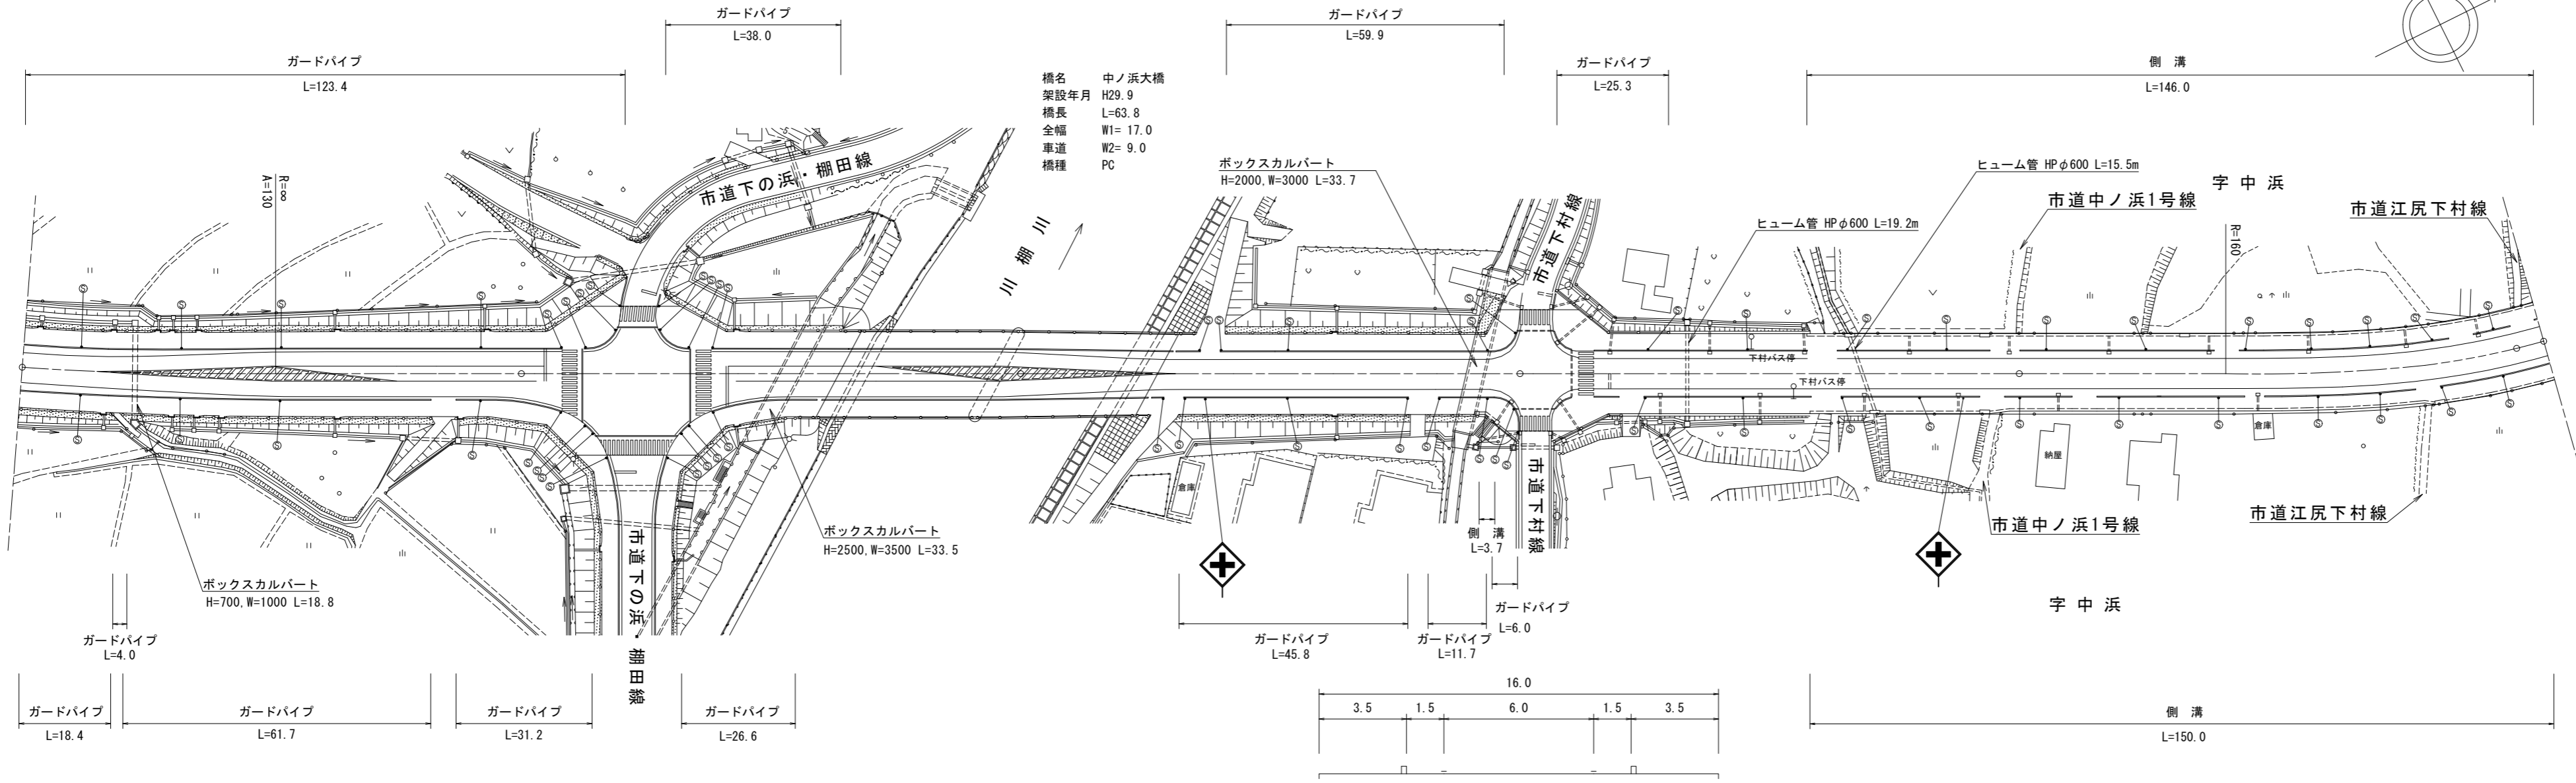 ガードパイプ
L=38.0
ガードパイプ
L=59.9
ガードパイプ
L=123.4
ガードパイプ
L=25.3
側 溝
L=146.0
橋名 中ノ浜大橋
架設年月 H29.9
橋長 L=63.8
全幅 W1= 17.0
車道 W2= 9.0
橋種 PC
ボックスカルバート
H=2000,W=3000 L=33.7
ヒューム管 HPφ600 L=15.5m
字 中 浜
市道中ノ浜1号線
市道江尻下村線
ヒューム管 HPφ600 L=19.2m
R=∞
A=130
市道下の浜・棚田線
川 棚 川
市道下村線
R=160
下村バス停
下村バス停
倉庫
倉庫
納屋
市道下村線
側 溝
L=3.7
市道中ノ浜1号線
市道江尻下村線
ボックスカルバート
H=2500,W=3500 L=33.5
市道下の浜・棚田線
ボックスカルバート
H=700,W=1000 L=18.8
字 中 浜
ガードパイプ
L=4.0
ガードパイプ
L=45.8
ガードパイプ
L=11.7
ガードパイプ
L=6.0
ガードパイプ
L=18.4
ガードパイプ
L=61.7
ガードパイプ
L=31.2
ガードパイプ
L=26.6
16.0
3.5 1.5 6.0 1.5 3.5
側 溝
L=150.0